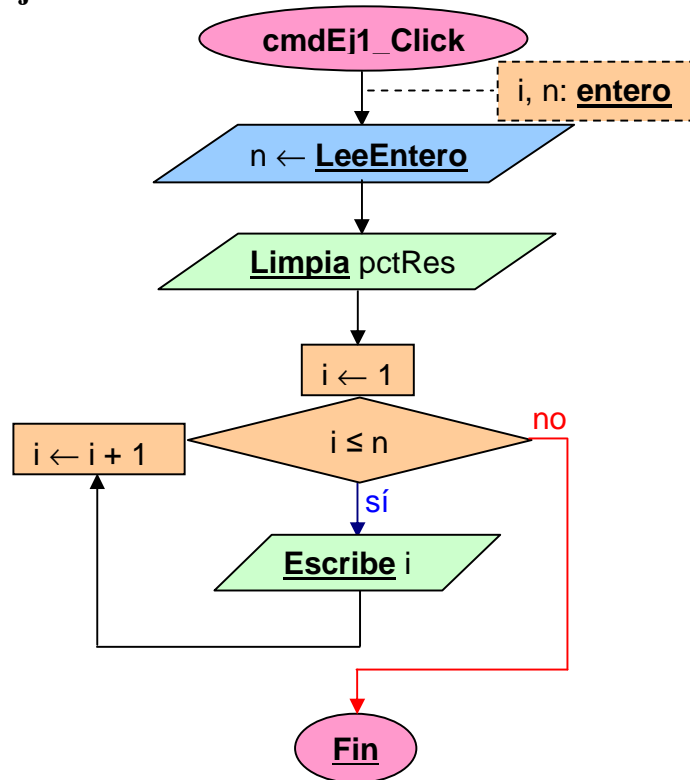 cmdEj1_Click
i, n: entero
n ← LeeEntero
Limpia pctRes
i ← 1
i ≤ n
no
i ← i + 1
sí
Escribe i
Fin